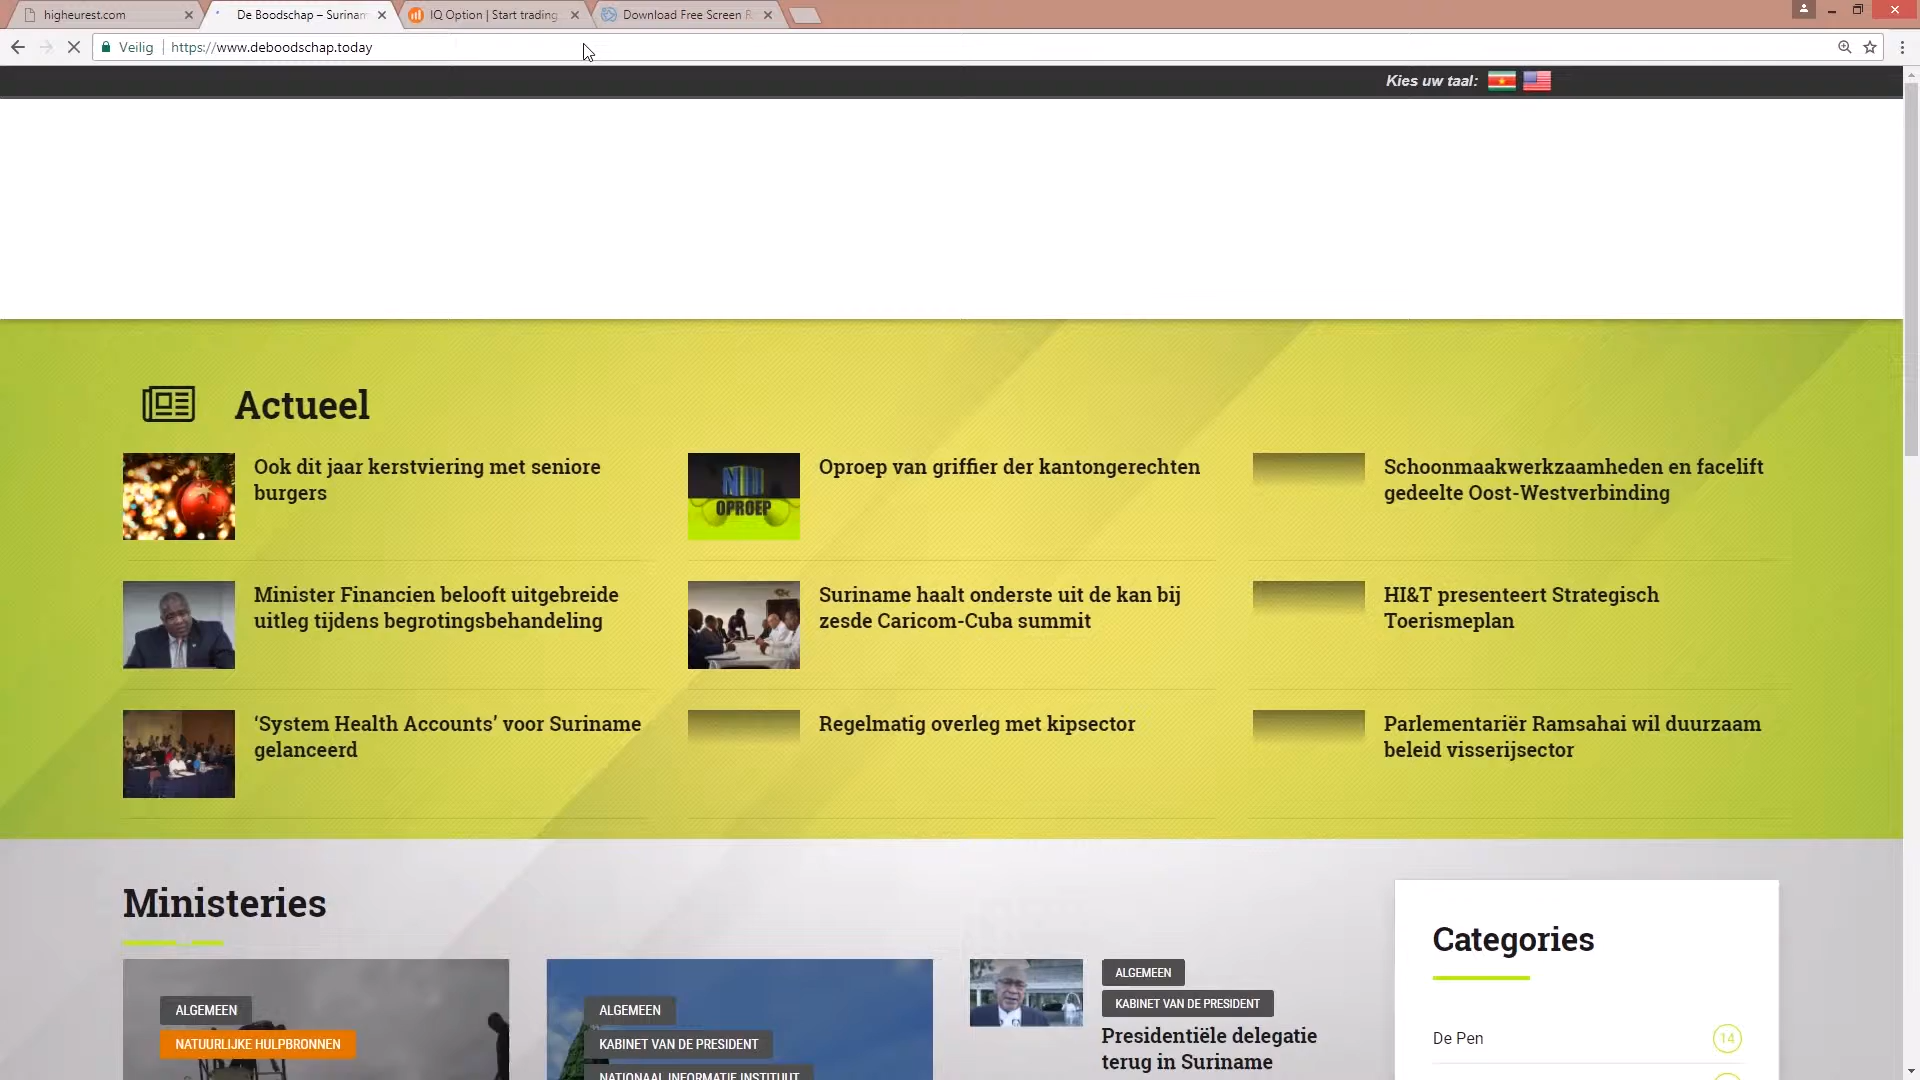 higheurest.com
De Boodschap – Surinam
IQ Option | Start trading
Download Free Screen R
Veilig
https://www.deboodschap.today
Kies uw taal:
Actueel
Ook dit jaar kerstviering met seniore
burgers
OPROEP
Oproep van griffier der kantongerechten
Schoonmaakwerkzaamheden en facelift
gedeelte Oost-Westverbinding
Minister Financien belooft uitgebreide
uitleg tijdens begrotingsbehandeling
Suriname haalt onderste uit de kan bij
zesde Caricom-Cuba summit
HI&T presenteert Strategisch
Toerismeplan
‘System Health Accounts’ voor Suriname
gelanceerd
Regelmatig overleg met kipsector
Parlementariër Ramsahai wil duurzaam
beleid visserijsector
Ministeries
ALGEMEEN
NATUURLIJKE HULPBRONNEN
ALGEMEEN
KABINET VAN DE PRESIDENT
NATIONAAL INFORMATIE INSTITUUT
ALGEMEEN
KABINET VAN DE PRESIDENT
Presidentiële delegatie
terug in Suriname
Categories
De Pen
14